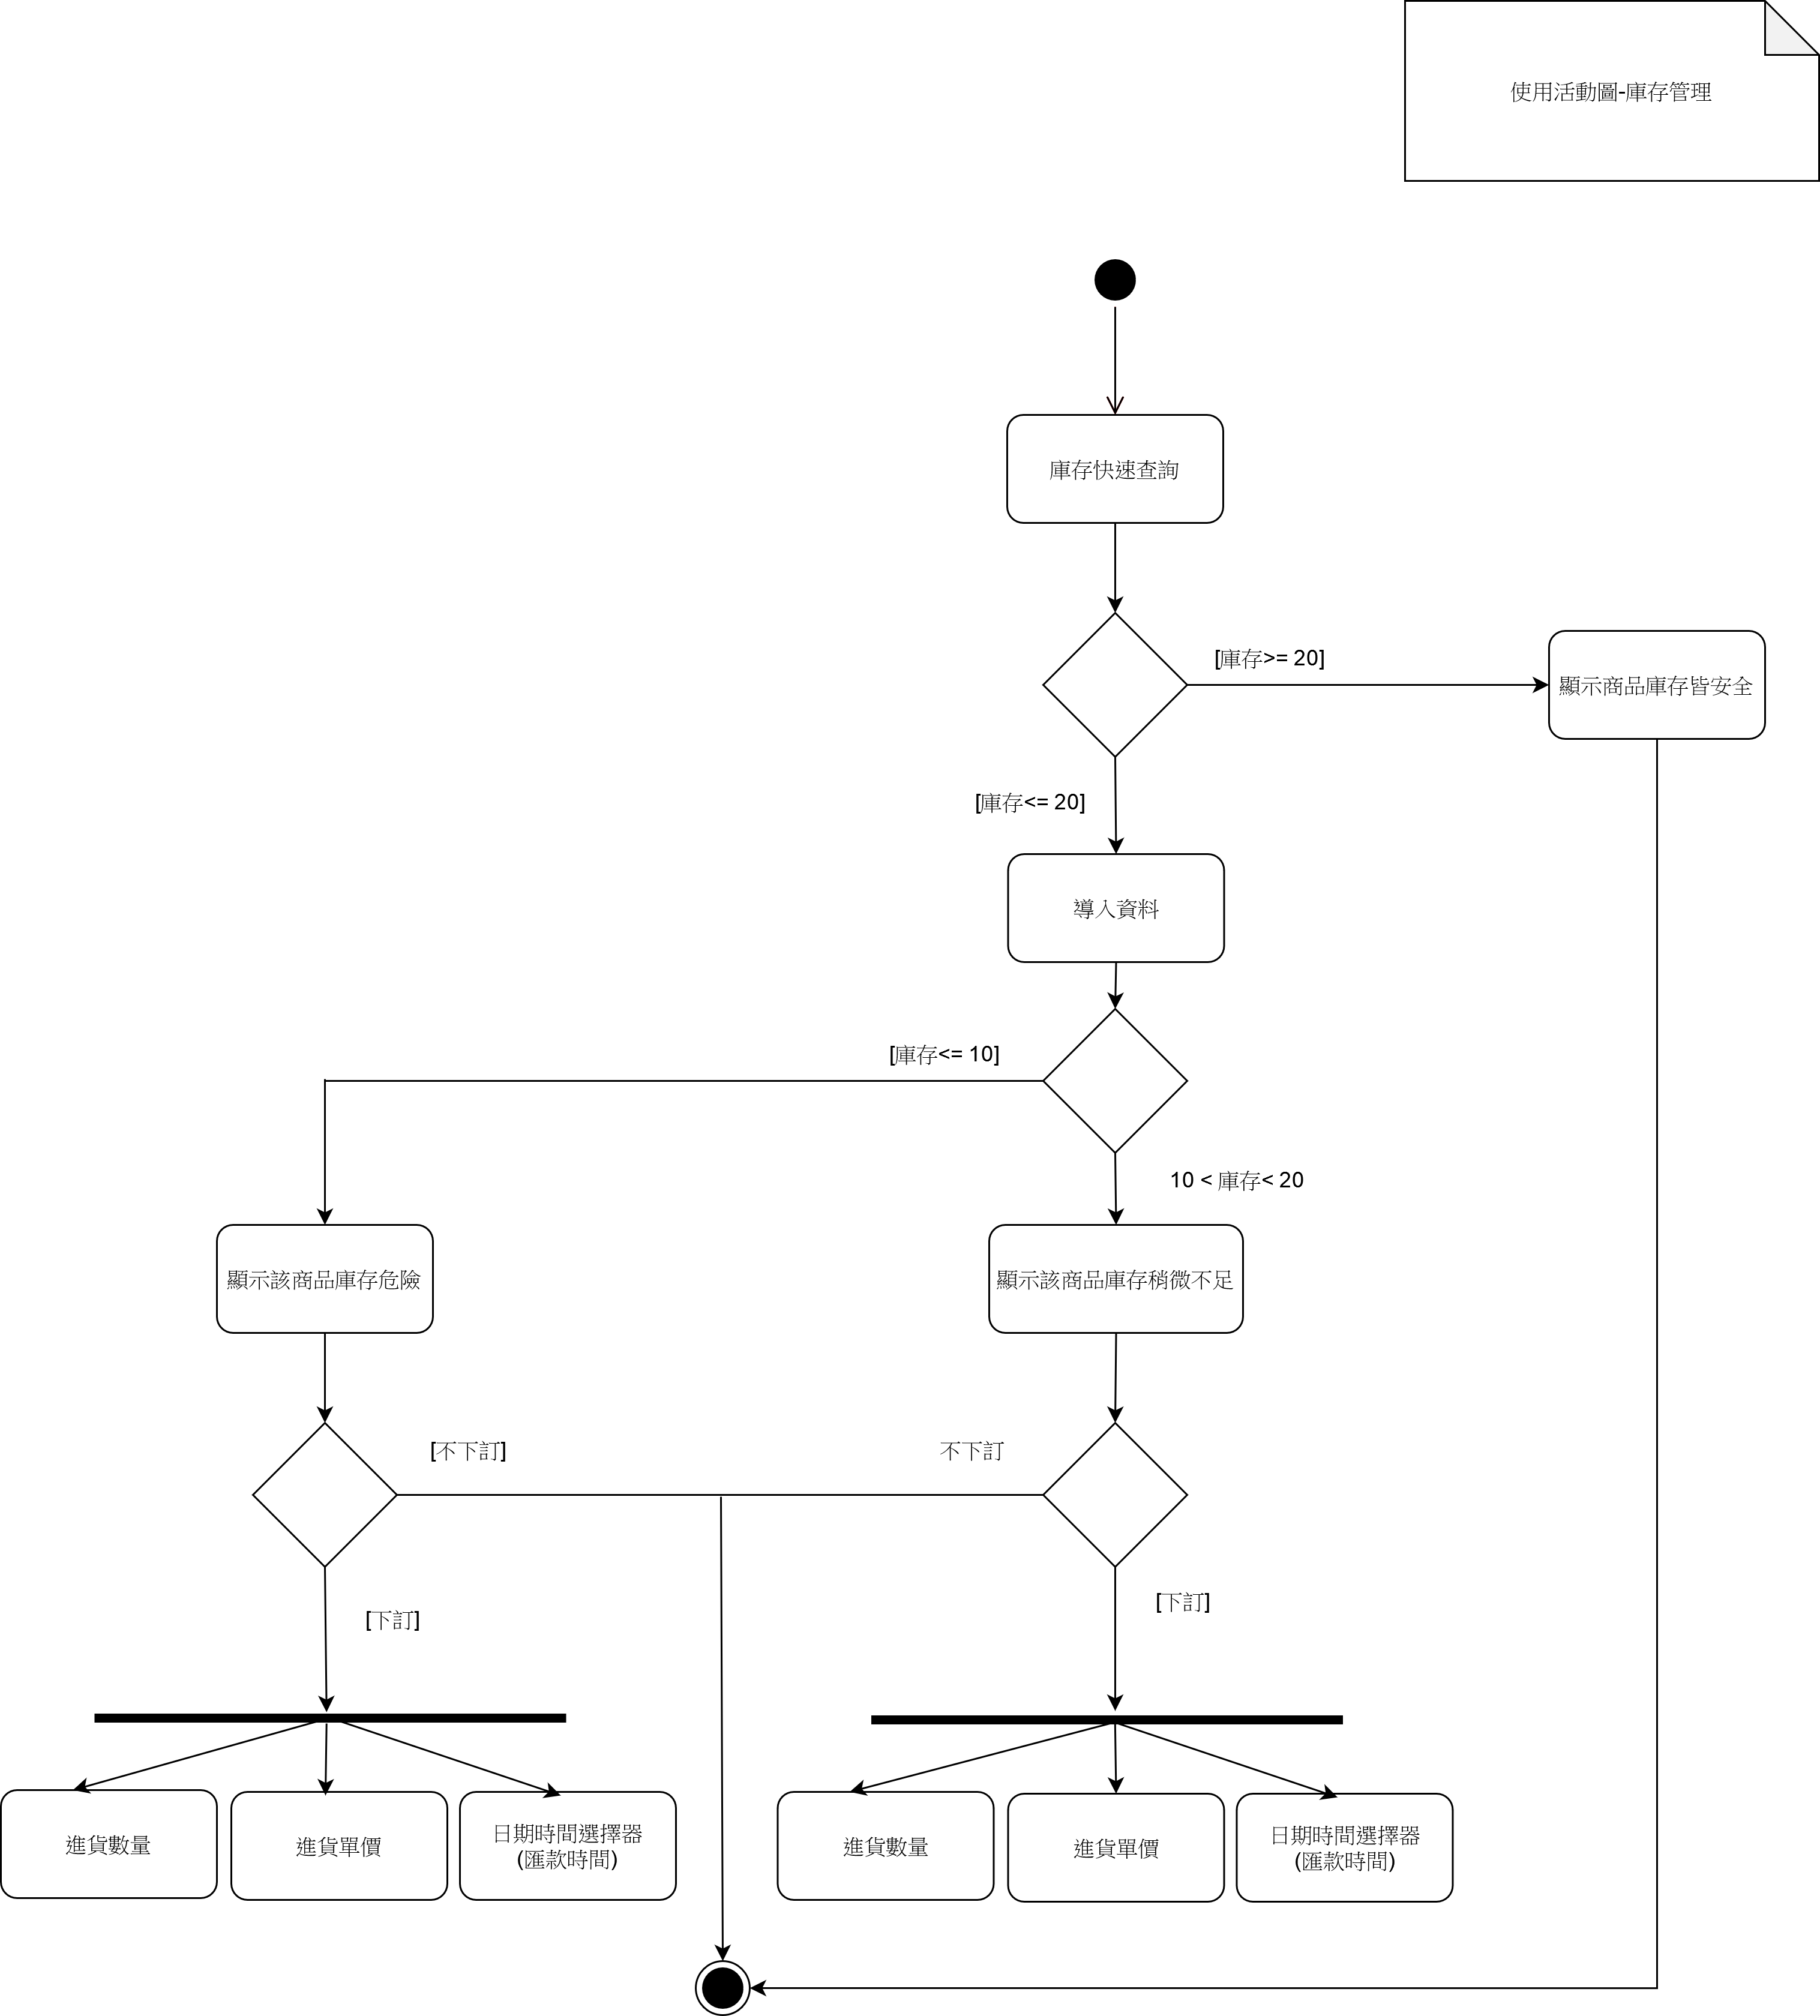 使用活動圖-庫存管理
庫存快速查詢
[庫存>= 20]
顯示商品庫存皆安全
[庫存<= 20]
導入資料
[庫存<= 10]
10 < 庫存< 20
顯示該商品庫存危險
顯示該商品庫存稍微不足
[不下訂]
不下訂
[下訂]
[下訂]
進貨數量
進貨單價
日期時間選擇器
(匯款時間)
進貨數量
進貨單價
日期時間選擇器
(匯款時間)